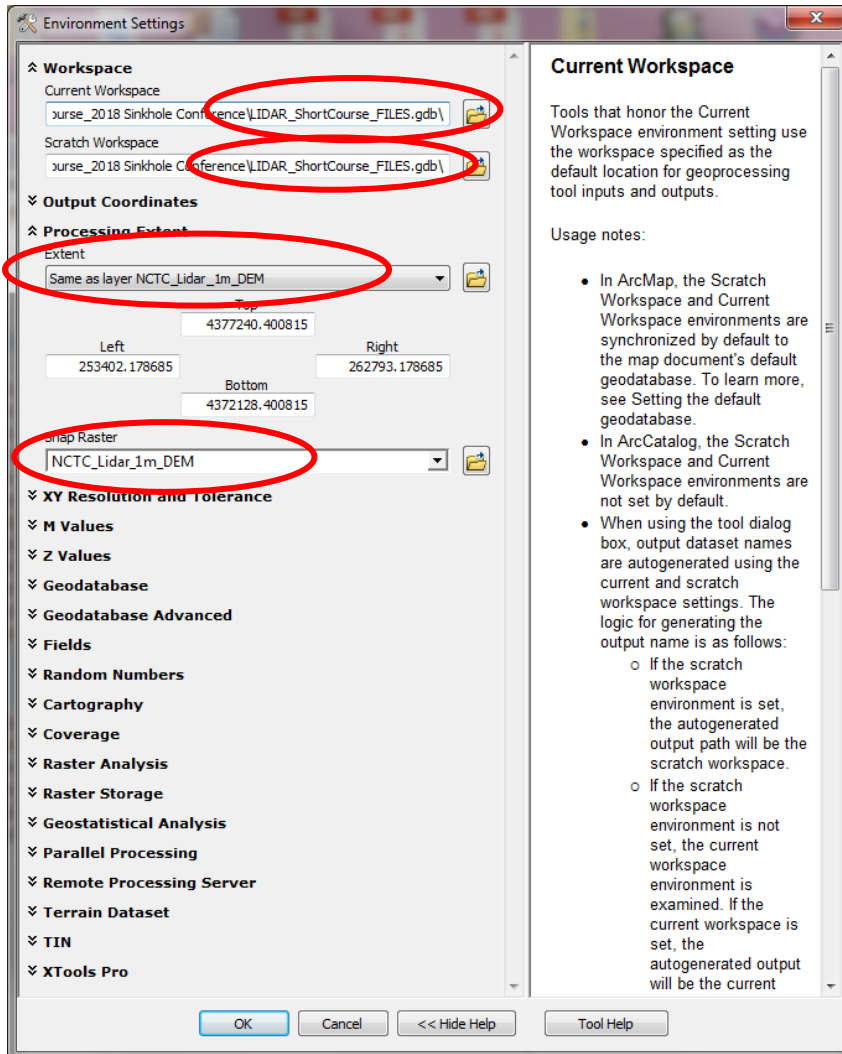 Environment Settings
Workspace
Current Workspace
ourse_2018 Sinkhole Conference\LIDAR_ShortCourse_FILES.gdb\
Scratch Workspace
ourse_2018 Sinkhole Conference\LIDAR_ShortCourse_FILES.gdb\
Output Coordinates
Processing Extent
Extent
Same as layer NCTC_Lidar_1m_DEM
Top
4377240.400815
Left
Right
253402.178685
262793.178685
Bottom
4372128.400815
Snap Raster
NCTC_Lidar_1m_DEM
XY Resolution and Tolerance
M Values
Z Values
Geodatabase
Geodatabase Advanced
Fields
Random Numbers
Cartography
Coverage
Raster Analysis
Raster Storage
Geostatistical Analysis
Parallel Processing
Remote Processing Server
Terrain Dataset
TIN
XTools Pro
Current Workspace
Tools that honor the Current
Workspace environment setting use
the workspace specified as the
default location for geoprocessing
tool inputs and outputs.
Usage notes:
• In ArcMap, the Scratch
Workspace and Current
Workspace environments are
synchronized by default to
the map document's default
geodatabase. To learn more,
see Setting the default
geodatabase.
• In ArcCatalog, the Scratch
Workspace and Current
Workspace environments are
not set by default.
• When using the tool dialog
box, output dataset names
are autogenerated using the
current and scratch
workspace settings. The
logic for generating the
output name is as follows:
o If the scratch
workspace
environment is set,
the autogenerated
output path will be the
scratch workspace.
o If the scratch
workspace
environment is not
set, the current
workspace
environment is
examined. If the
current workspace is
set, the
autogenerated output
will be the current
OK
Cancel
<< Hide Help
Tool Help